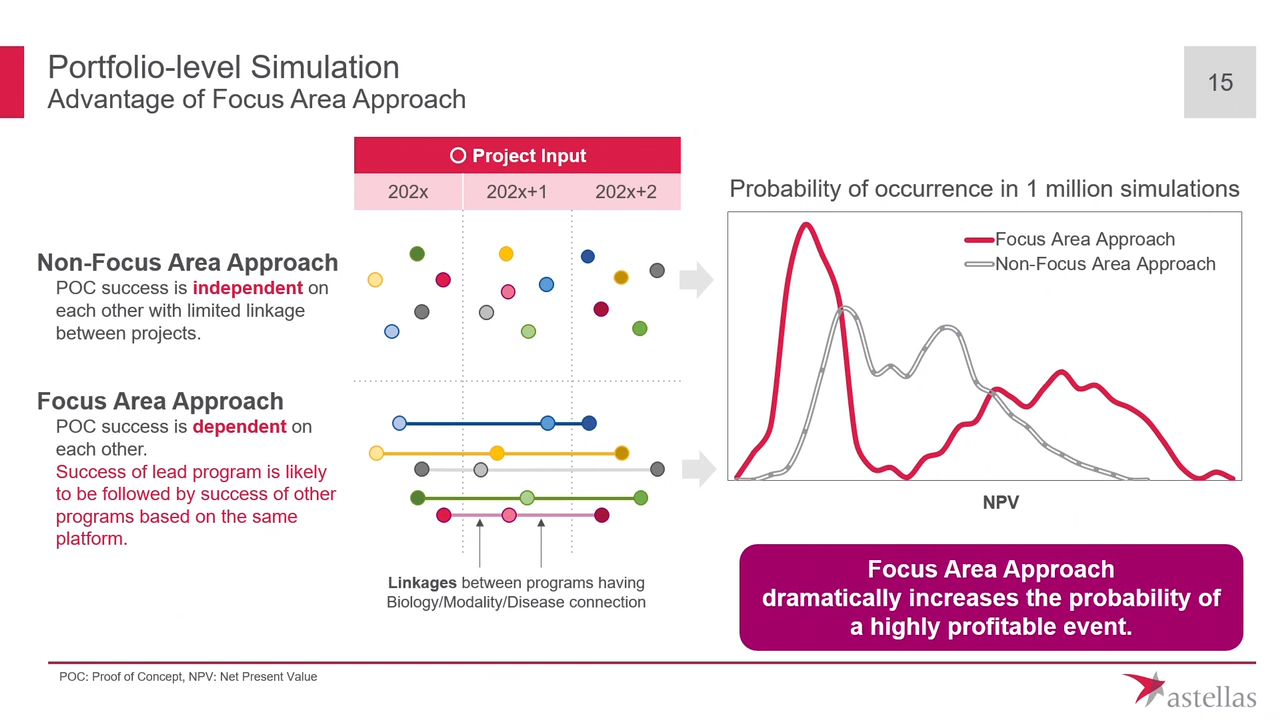 Portfolio-level Simulation
Advantage of Focus Area Approach
15
Project Input
202x
202x+1
202x+2
Non-Focus Area Approach
POC success is independent on
each other with limited linkage
between projects.
Focus Area Approach
POC success is dependent on
each other.
Success of lead program is likely
to be followed by success of other
programs based on the same
platform.
Linkages between programs having
Biology/Modality/Disease connection
Probability of occurrence in 1 million simulations
Focus Area Approach
Non-Focus Area Approach
NPV
Focus Area Approach
dramatically increases the probability of
a highly profitable event.
POC: Proof of Concept, NPV: Net Present Value
astellas